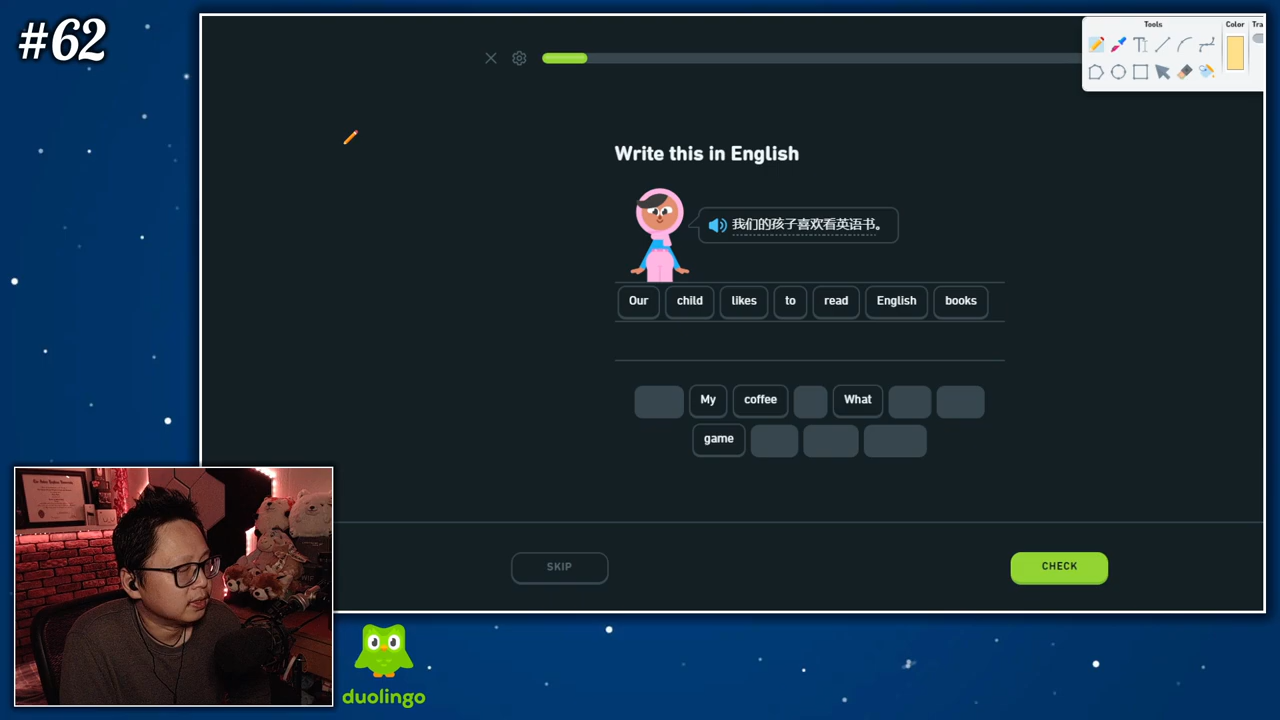 #62
Tools
Color
Write this in English
我们的孩子喜欢看英语书。
Our child likes to read English books
My coffee What
game
SKIP
CHECK
duolingo